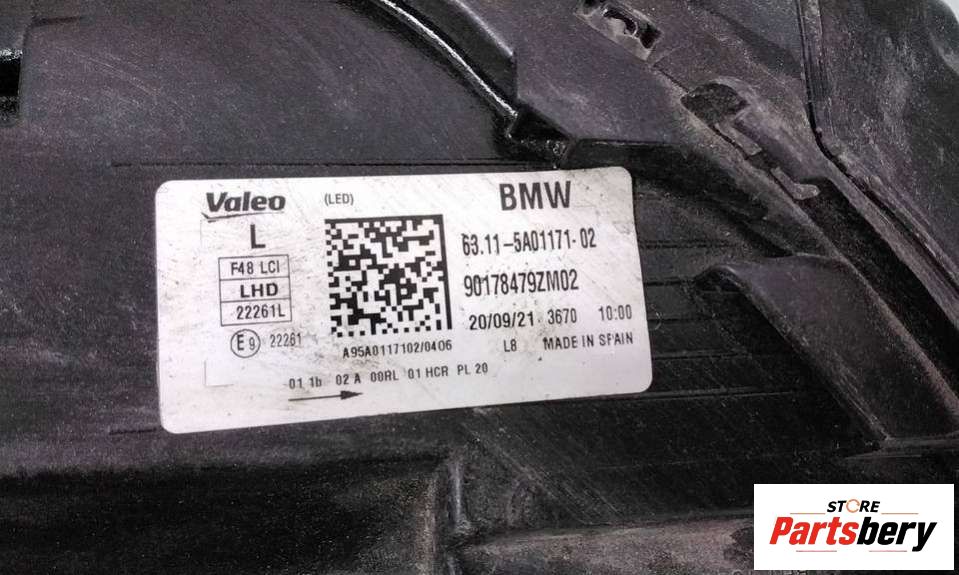 Valeo (LED) BMW
L
63.11-5A01171-02
F48 LCI
LHD
90178479ZM02
22261L
20/09/21 3670 10:00
E9 22261
A95A0117102/0406
L8 MADE IN SPAIN
01 1b 02 A 00RL 01 HCR PL 20
STORE
Partsbery